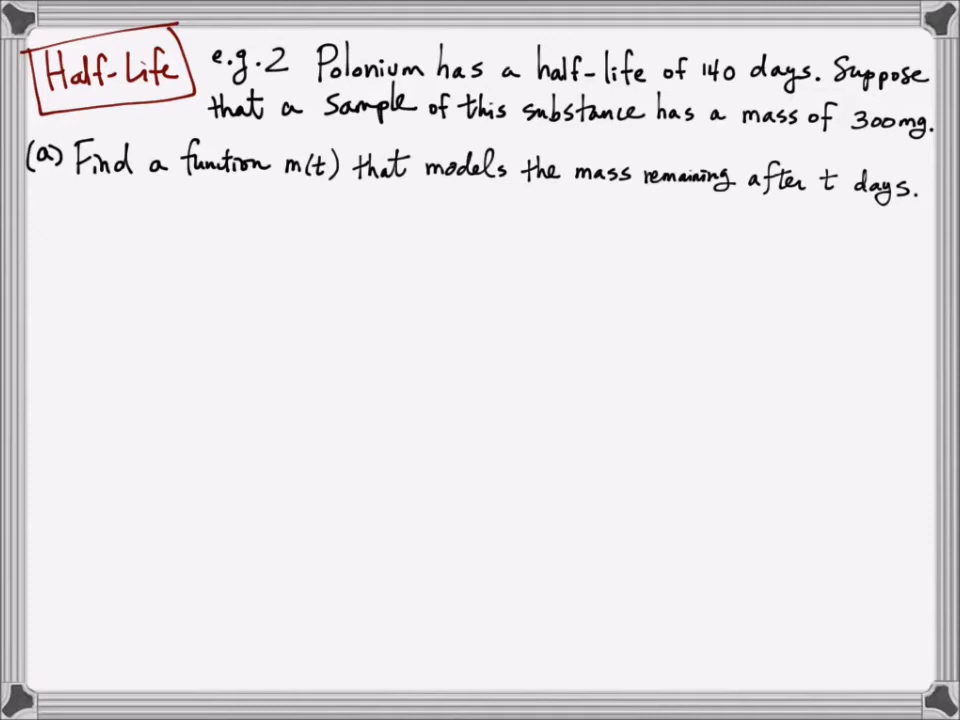 Half-Life
e.g.2 Polonium has a half-life of 140 days. Suppose
that a sample of this substance has a mass of 300mg.
(a) Find a function m(t) that models the mass remaining after t days.